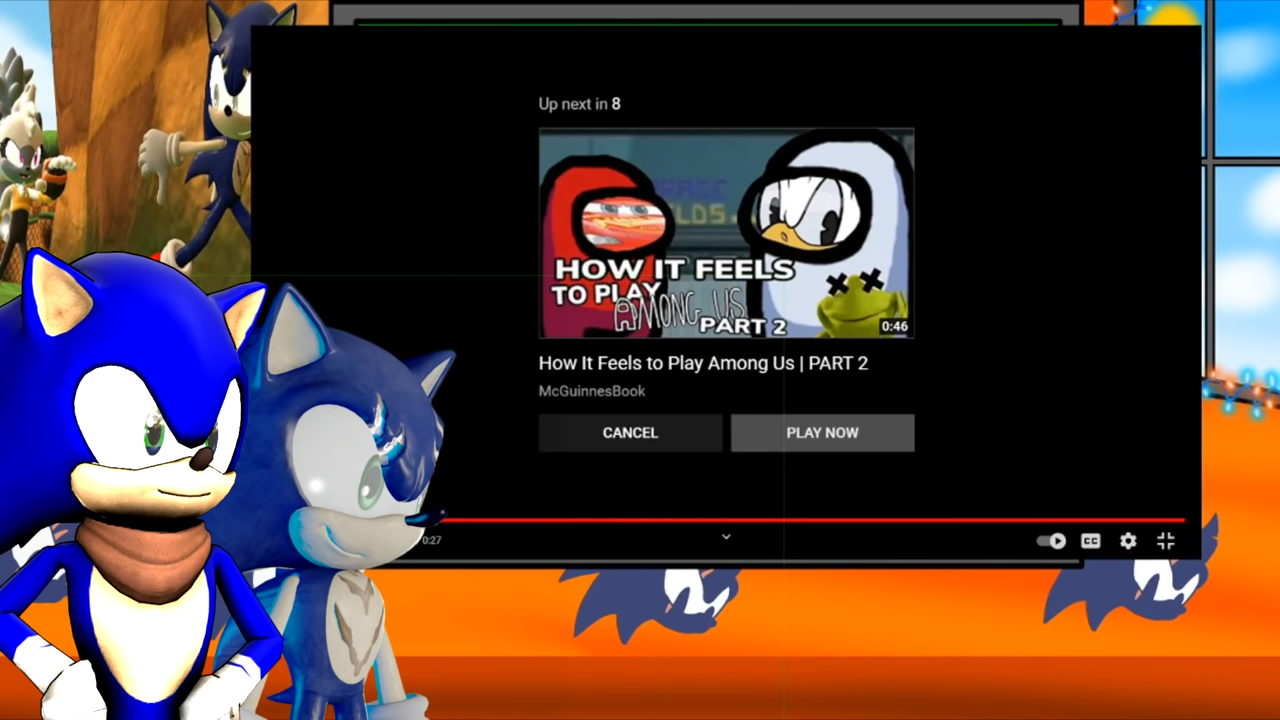 Up next in 8
HOW IT FEELS
TO PLAY
AMONG US
PART 2
0:46
How It Feels to Play Among Us | PART 2
McGuinnesBook
CANCEL
PLAY NOW
0:27
CC